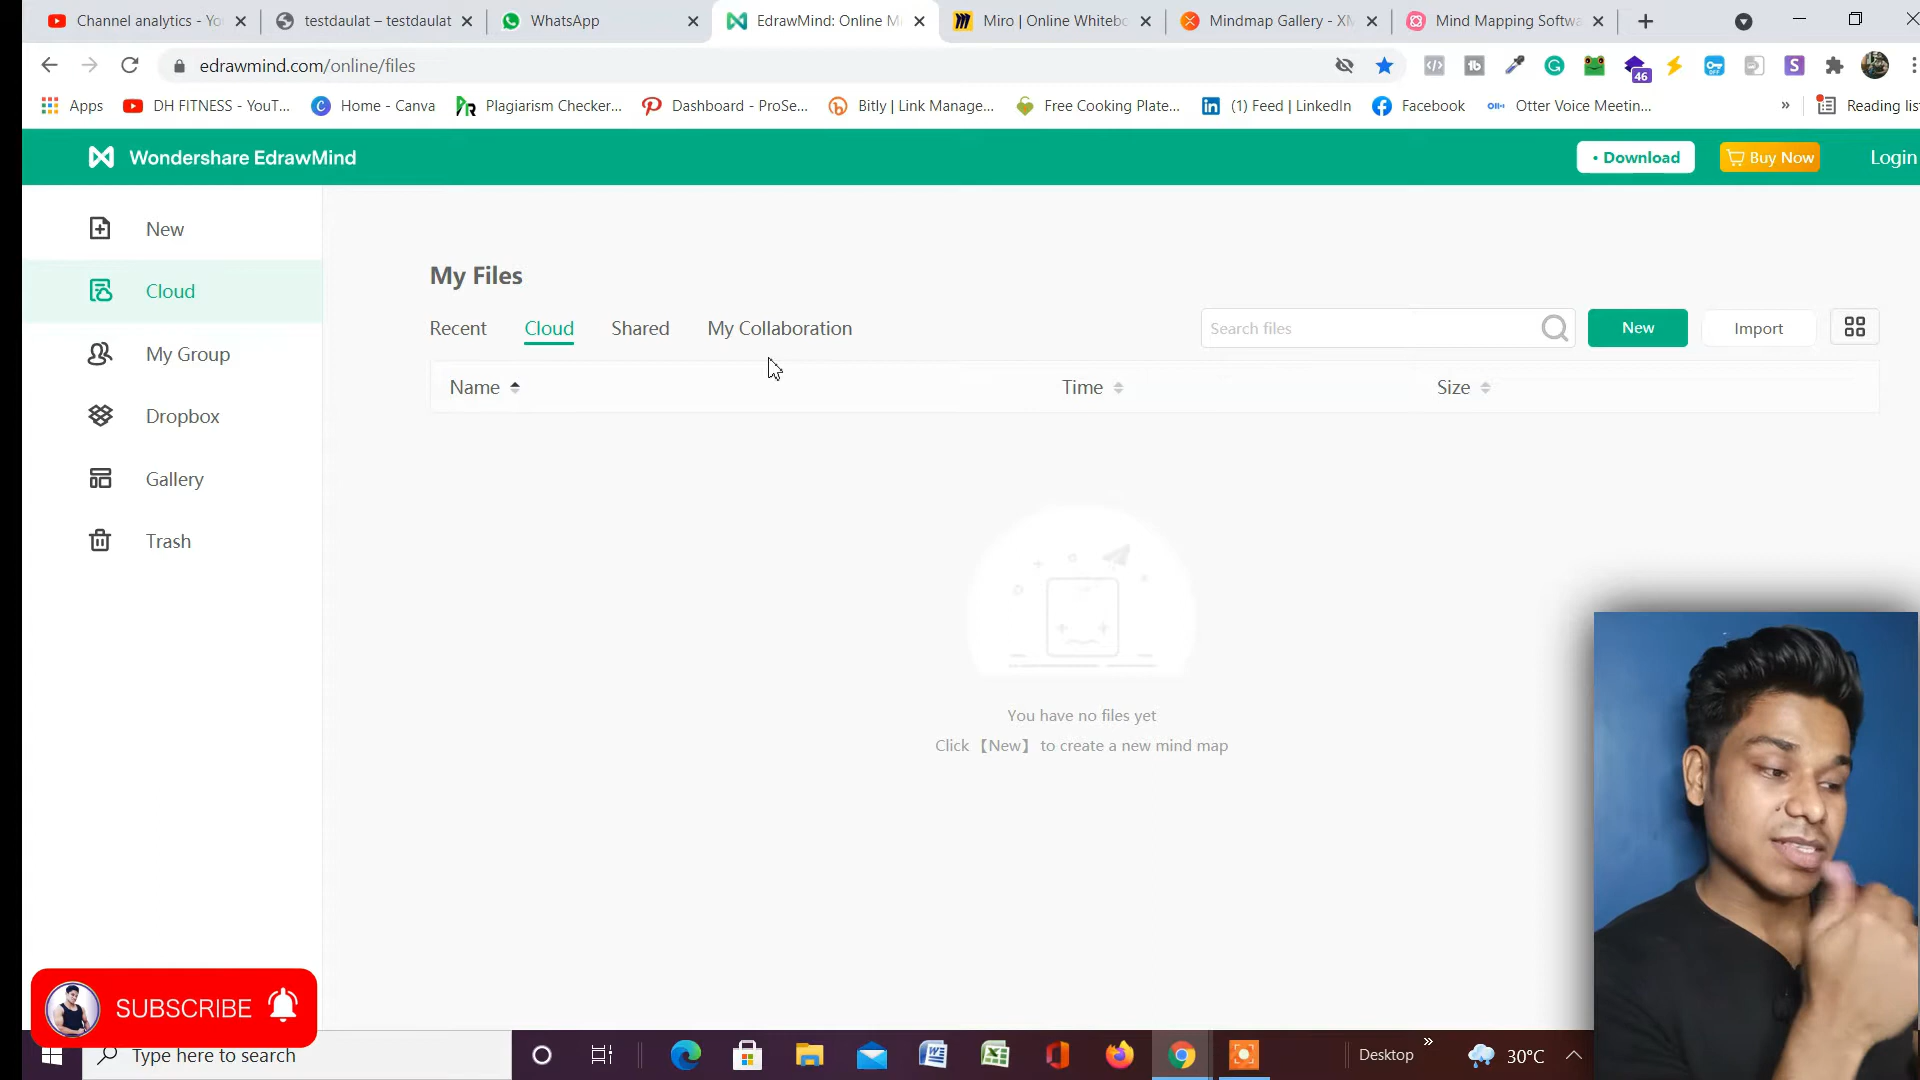 Channel analytics - Yo
testdaulat – testdaulat
WhatsApp
EdrawMind: Online M
Miro | Online Whitebo
Mindmap Gallery - XM
Mind Mapping Softwa
edrawmind.com/online/files
46
Apps
DH FITNESS - YouT...
Home - Canva
Plagiarism Checker...
Dashboard - ProSe...
Bitly | Link Manage...
Free Cooking Plate...
(1) Feed | LinkedIn
Facebook
Otter Voice Meetin...
»
Reading lis
Wondershare EdrawMind
• Download
Buy Now
Login
New
Cloud
My Group
Dropbox
Gallery
Trash
My Files
Recent
Cloud
Shared
My Collaboration
Search files
New
Import
Name
Time
Size
You have no files yet
Click 【New】 to create a new mind map
SUBSCRIBE
Type here to search
Desktop
»
30°C